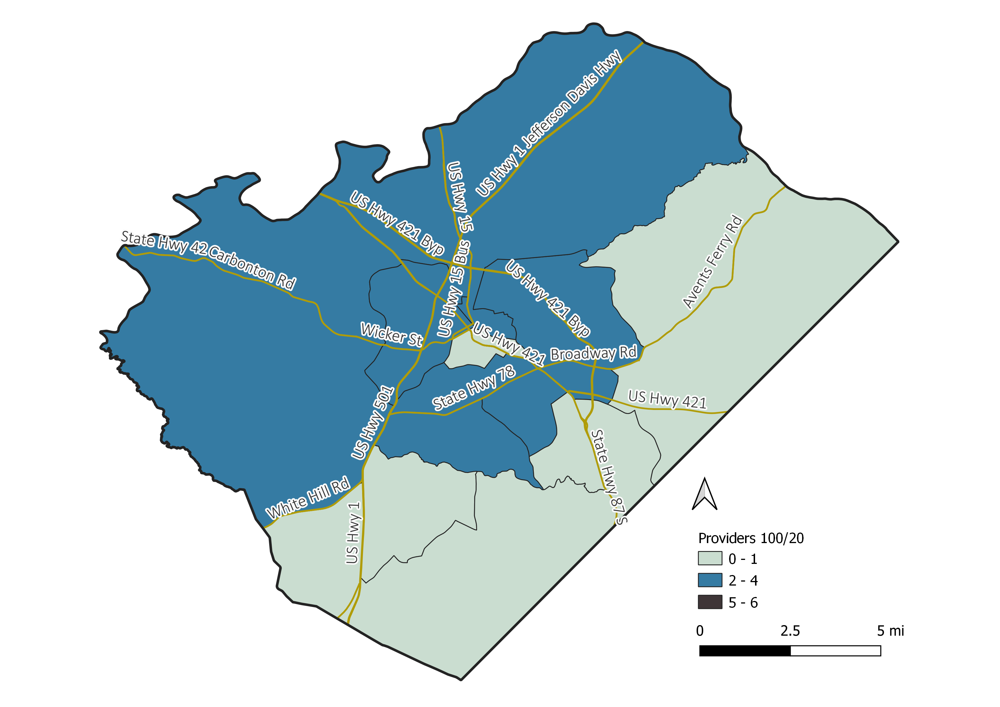 US Hwy 1 Jefferson Davis Hwy
US Hwy 15
US Hwy 421 Byp
State Hwy 42
Carbonton Rd
US Hwy 15 Bus
US Hwy 421 Byp
Avents Ferry Rd
Wicker St
US Hwy 421
Broadway Rd
State Hwy 78
US Hwy 501
US Hwy 421
State Hwy 87 S
White Hill Rd
US Hwy 1
Providers 100/20
0 - 1
2 - 4
5 - 6
0 2.5 5 mi